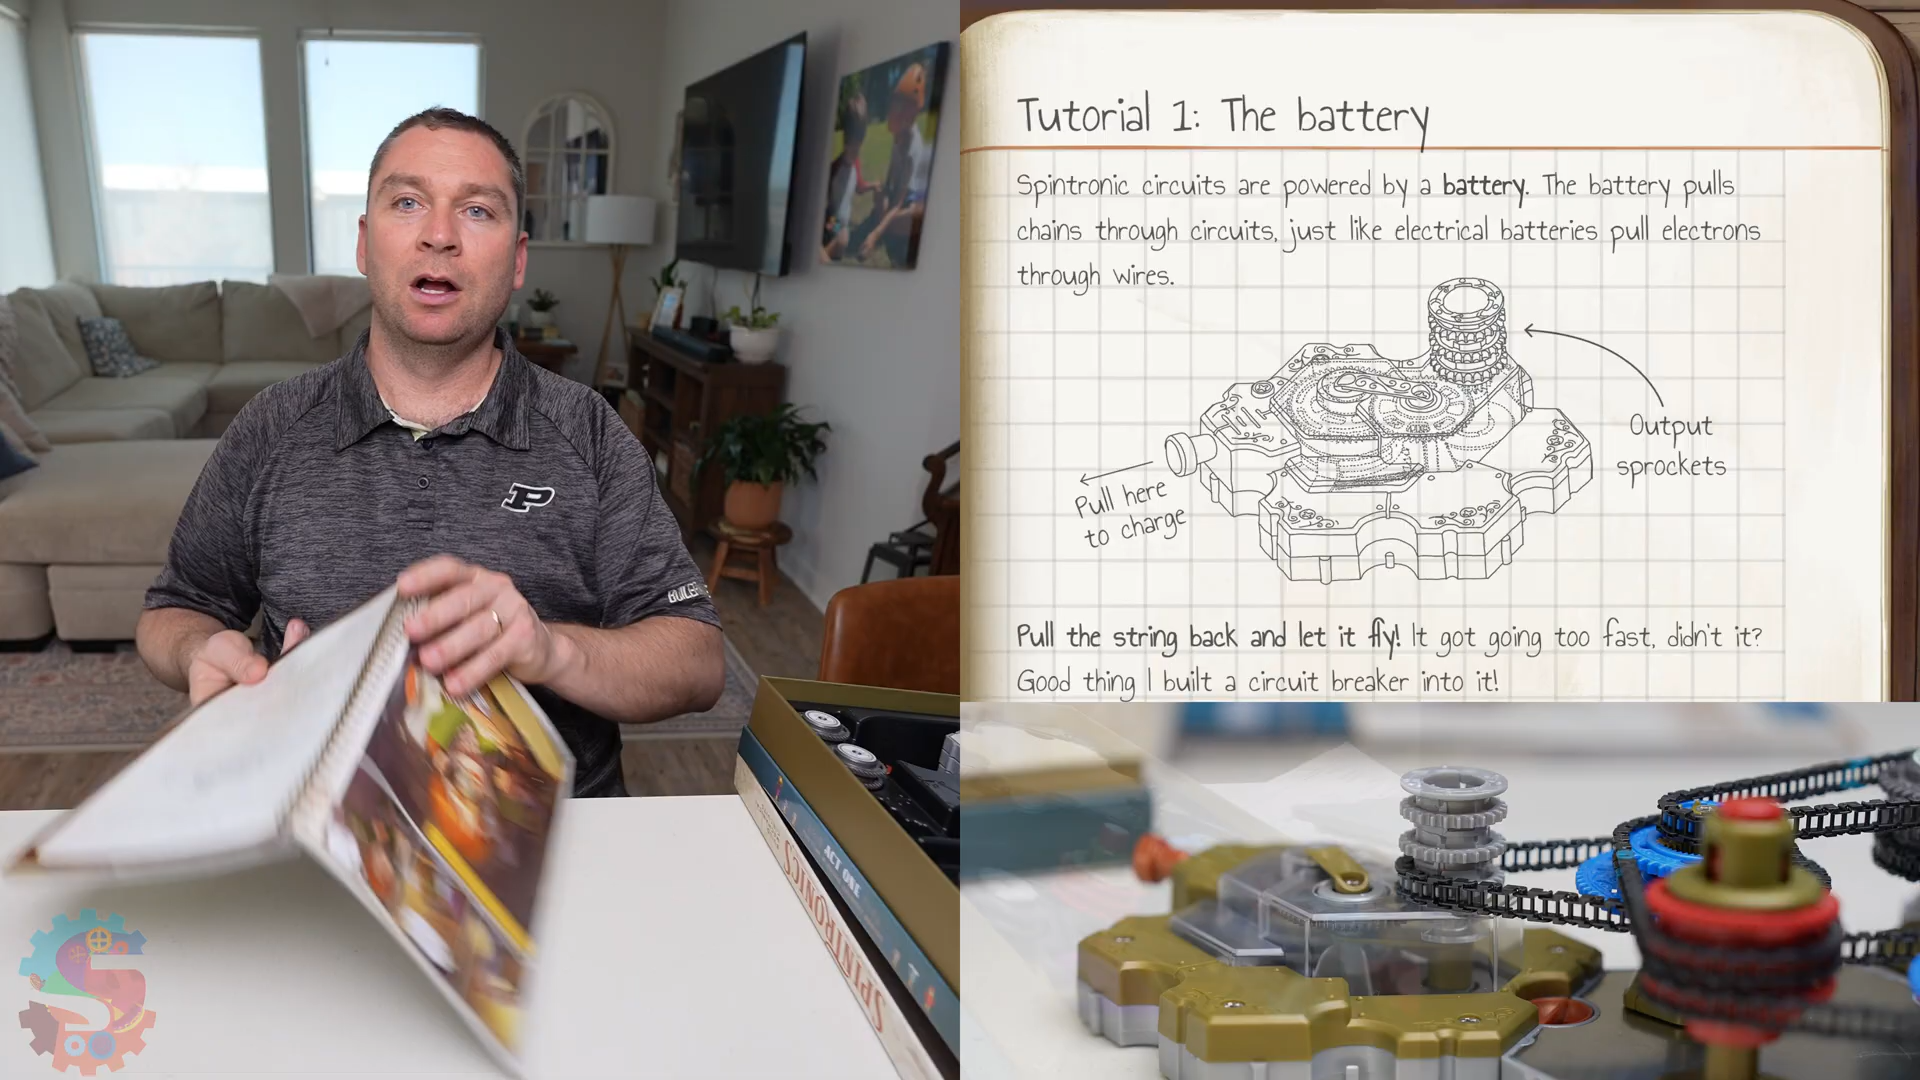 Tutorial 1: The battery
Spintronic circuits are powered by a battery. The battery pulls
chains through circuits, just like electrical batteries pull electrons
through wires.
Output
sprockets
Pull here
to charge
Pull the string back and let it fly! It got going too fast, didn't it?
Good thing I built a circuit breaker into it!
P
ACT ONE
SPINTRONICS
S